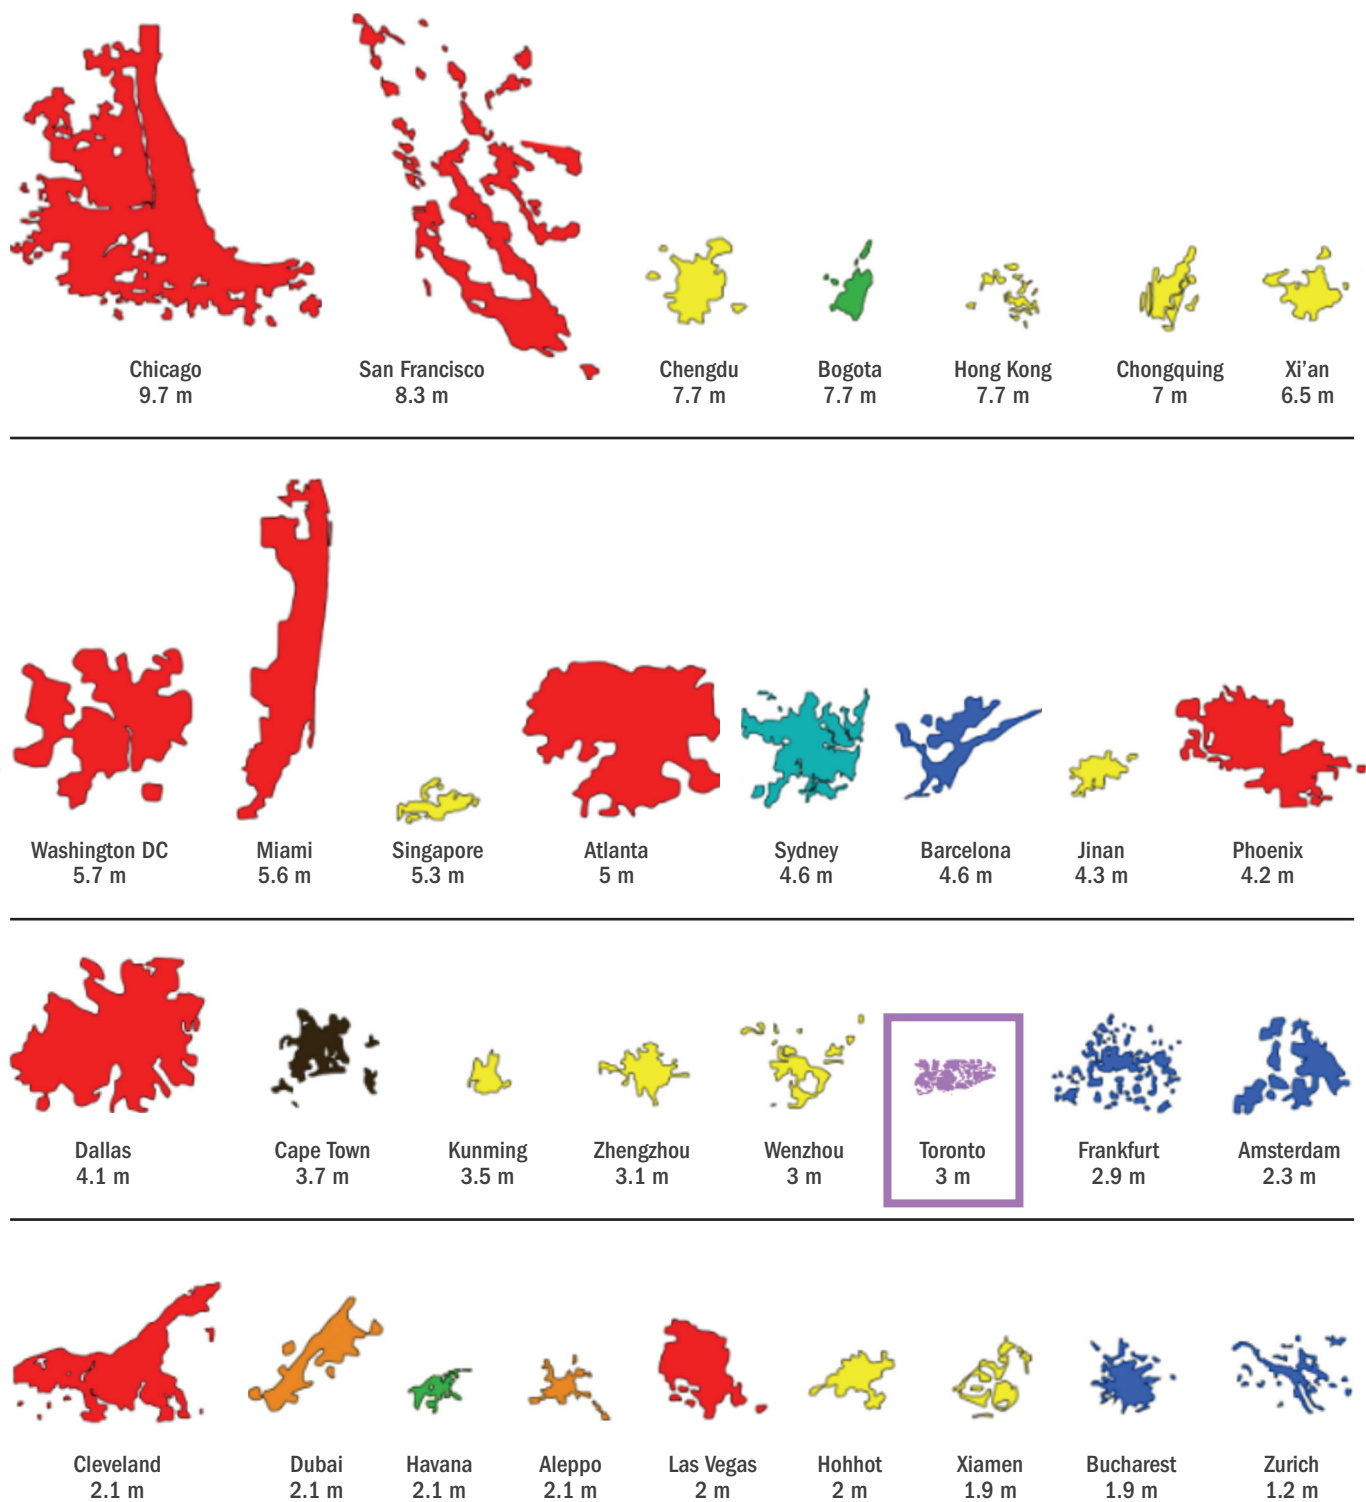 Chicago
9.7 m
San Francisco
8.3 m
Chengdu
7.7 m
Bogota
7.7 m
Hong Kong
7.7 m
Chongquing
7 m
Xi’an
6.5 m
Washington DC
5.7 m
Miami
5.6 m
Singapore
5.3 m
Atlanta
5 m
Sydney
4.6 m
Barcelona
4.6 m
Jinan
4.3 m
Phoenix
4.2 m
Dallas
4.1 m
Cape Town
3.7 m
Kunming
3.5 m
Zhengzhou
3.1 m
Wenzhou
3 m
Toronto
3 m
Frankfurt
2.9 m
Amsterdam
2.3 m
Cleveland
2.1 m
Dubai
2.1 m
Havana
2.1 m
Aleppo
2.1 m
Las Vegas
2 m
Hohhot
2 m
Xiamen
1.9 m
Bucharest
1.9 m
Zurich
1.2 m